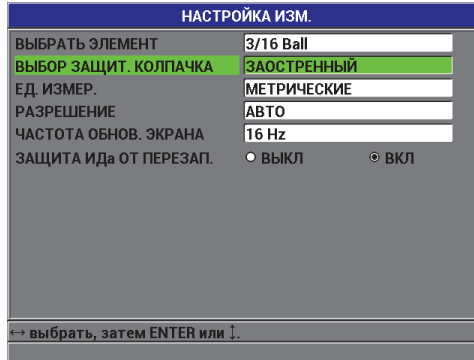 НАСТРОЙКА ИЗМ.
ВЫБРАТЬ ЭЛЕМЕНТ 3/16 Ball
ВЫБОР ЗАЩИТ. КОЛПАЧКА ЗАОСТРЕННЫЙ
ЕД. ИЗМЕР. МЕТРИЧЕСКИЕ
РАЗРЕШЕНИЕ АВТО
ЧАСТОТА ОБНОВ. ЭКРАНА 16 Hz
ЗАЩИТА ИДа ОТ ПЕРЕЗАП. ВЫКЛ ВКЛ
↔ выбрать, затем ENTER или ↕.